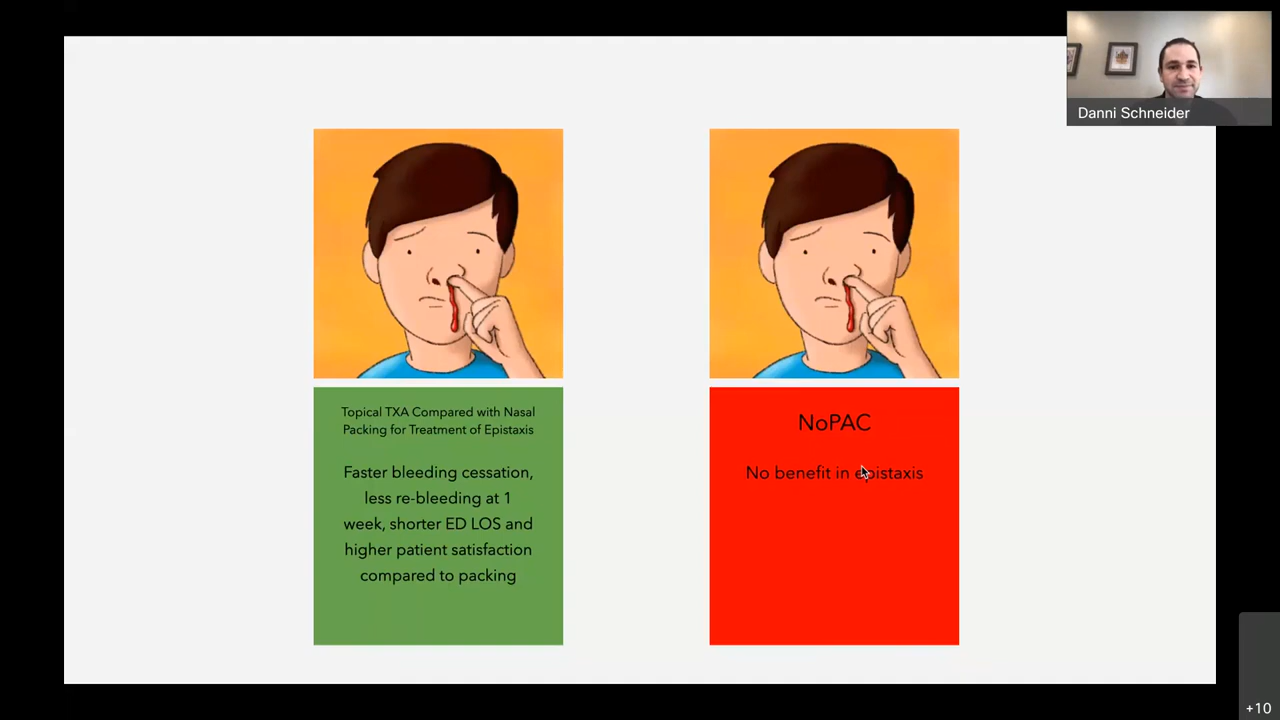 Danni Schneider
Topical TXA Compared with Nasal
Packing for Treatment of Epistaxis
Faster bleeding cessation,
less re-bleeding at 1
week, shorter ED LOS and
higher patient satisfaction
compared to packing
NoPAC
No benefit in epistaxis
+10